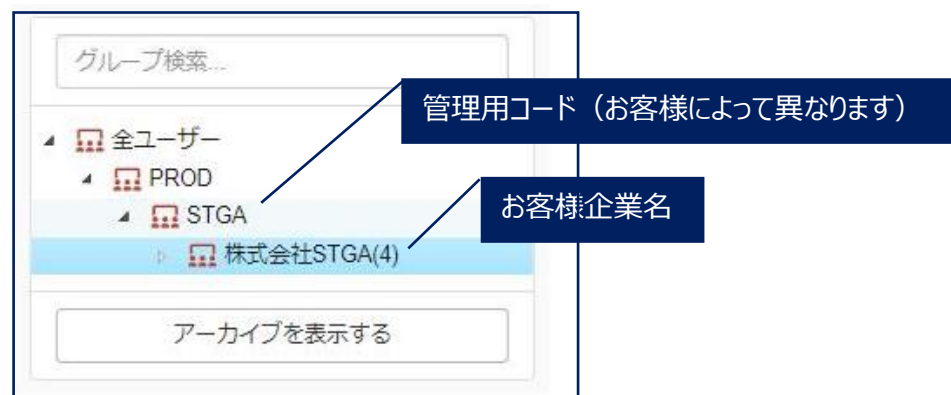 グループ検索...
管理用コード（お客様によって異なります）
全ユーザー
PROD
STGA
お客様企業名
株式会社STGA(4)
アーカイブを表示する